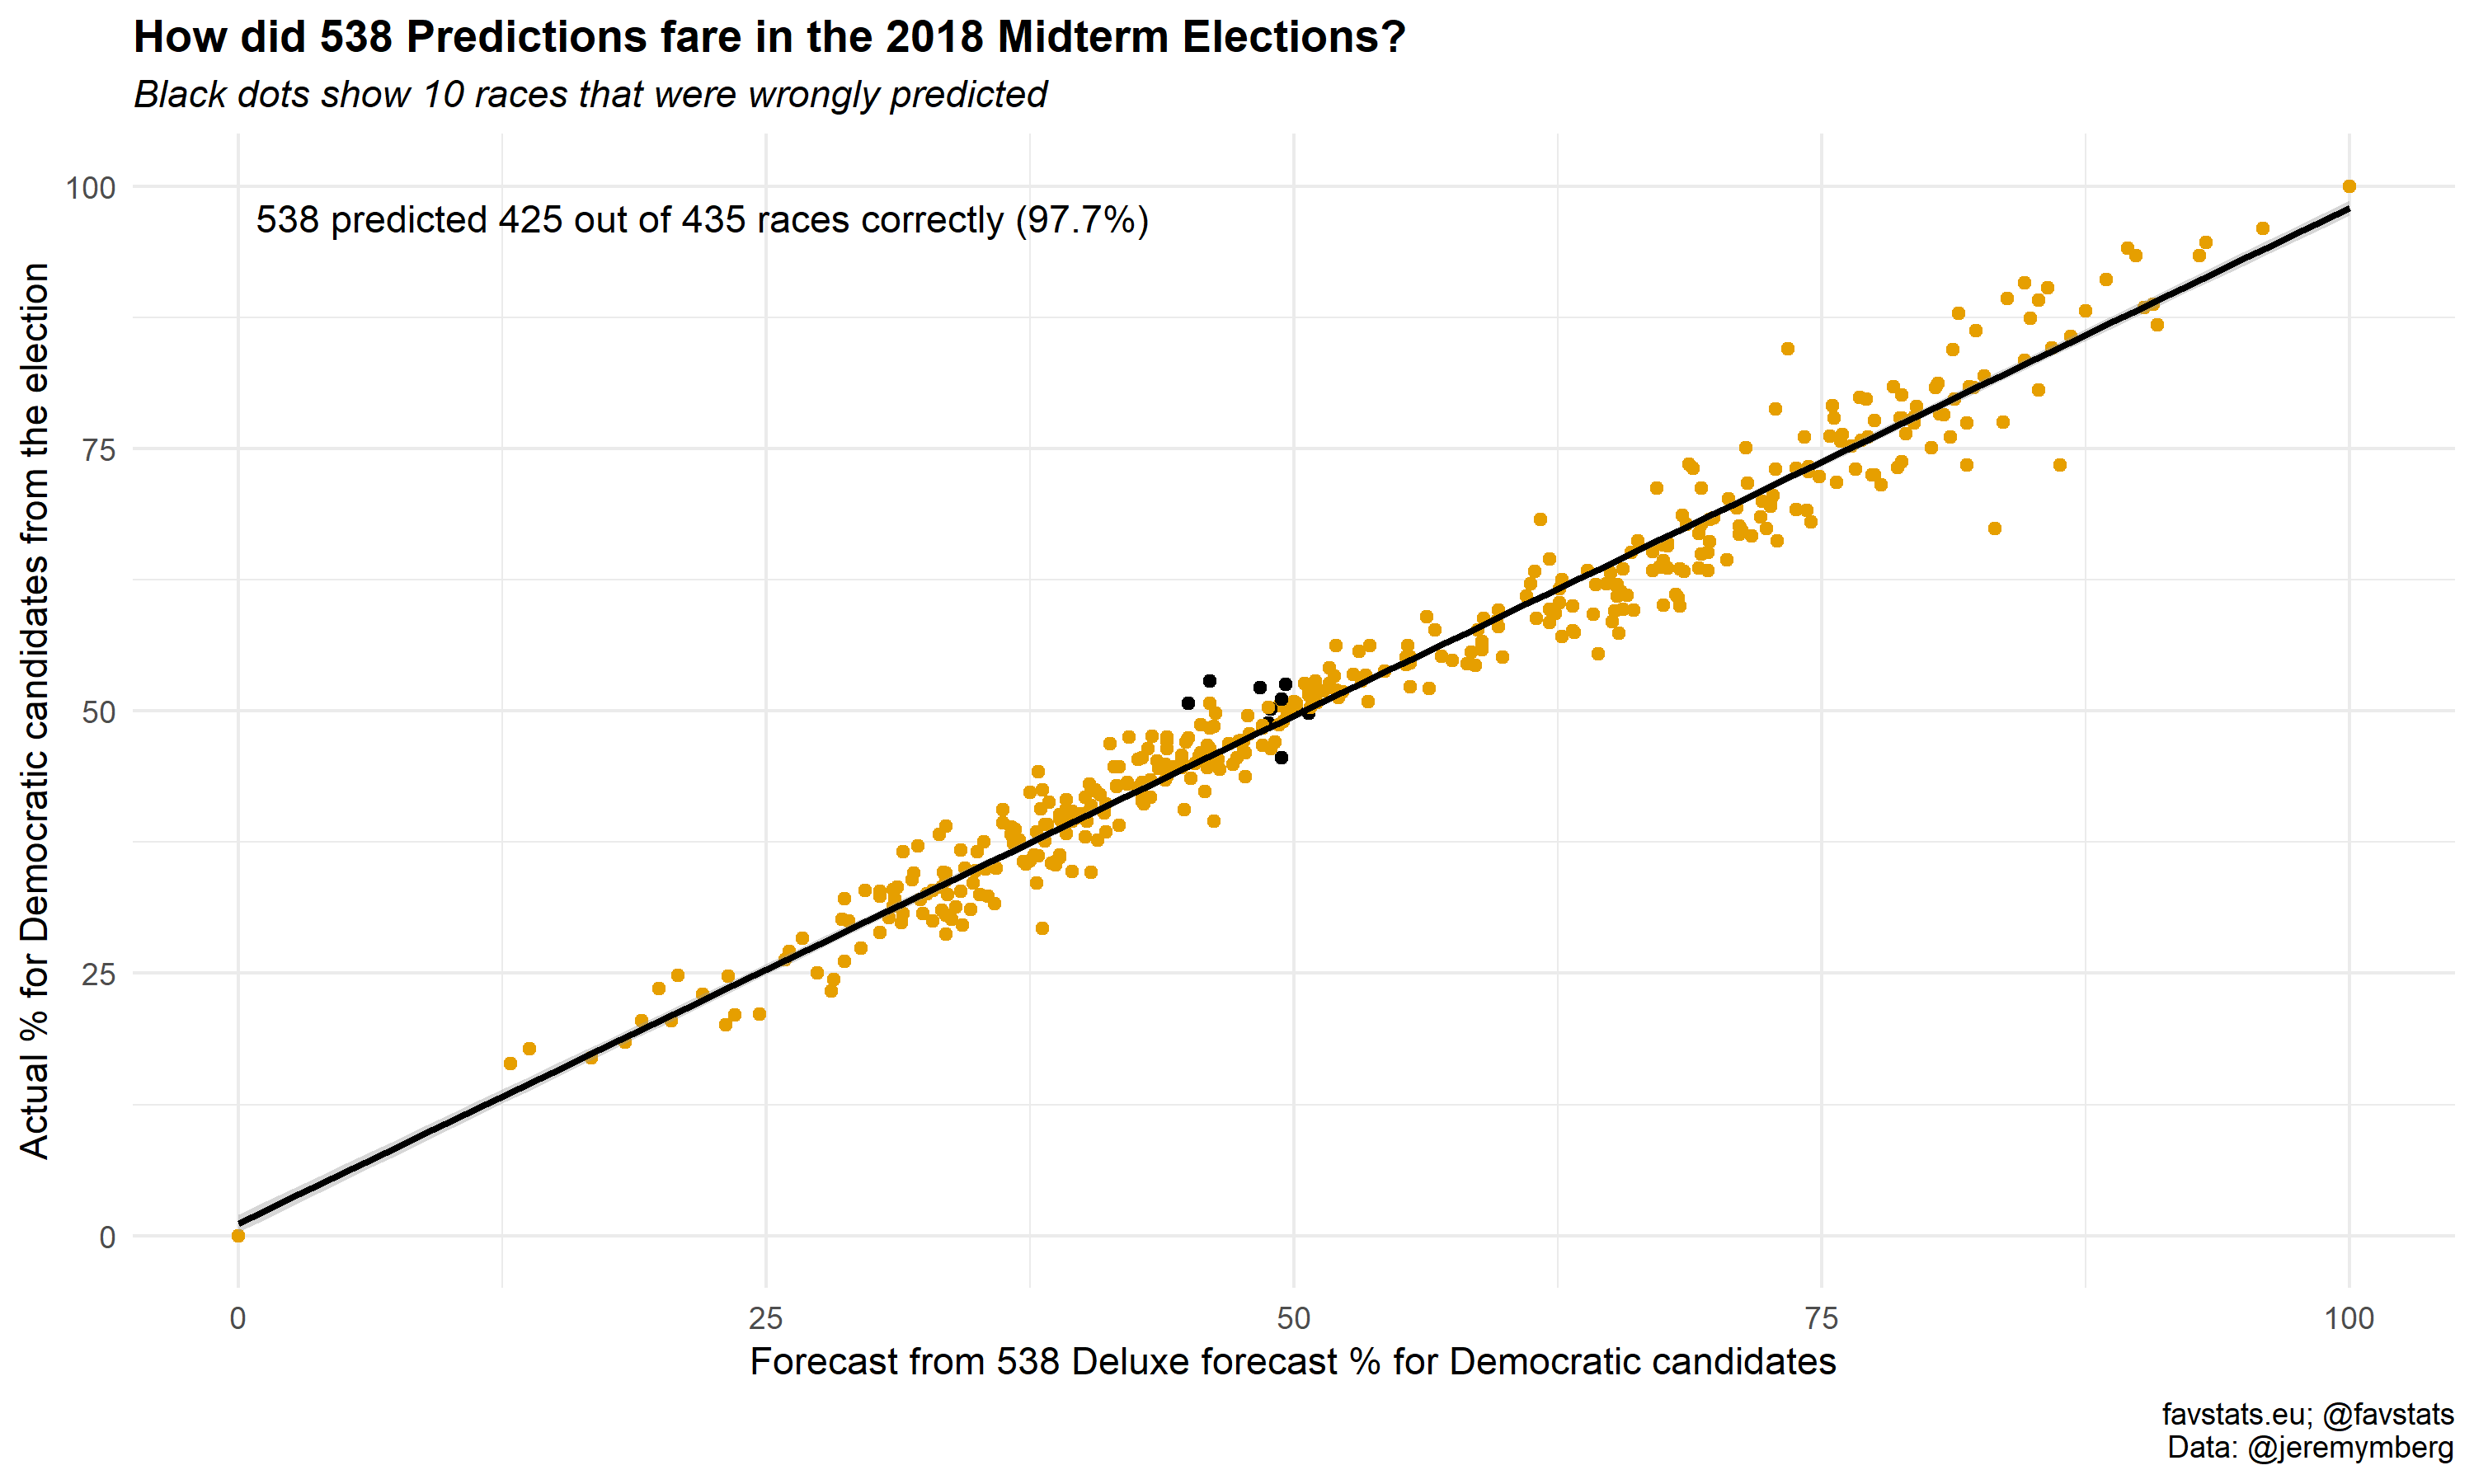 How did 538 Predictions fare in the 2018 Midterm Elections?
Black dots show 10 races that were wrongly predicted
538 predicted 425 out of 435 races correctly (97.7%)
Actual % for Democratic candidates from the election
100
75
50
25
0
0 25 50 75 100
Forecast from 538 Deluxe forecast % for Democratic candidates
favstats.eu; @favstats
Data: @jeremymberg